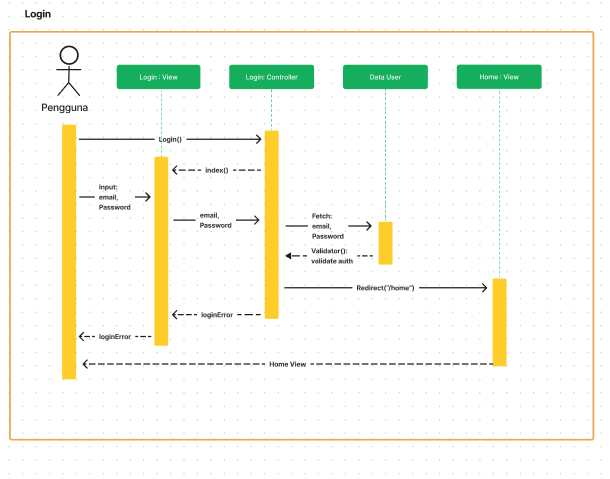 Login
Pengguna
Login : View
Login: Controller
Data User
Home : View
Login()
index()
Input:
email,
Password
email,
Password
Fetch:
email,
Password
Validator():
validate auth
Redirect("/home")
loginError
loginError
Home View